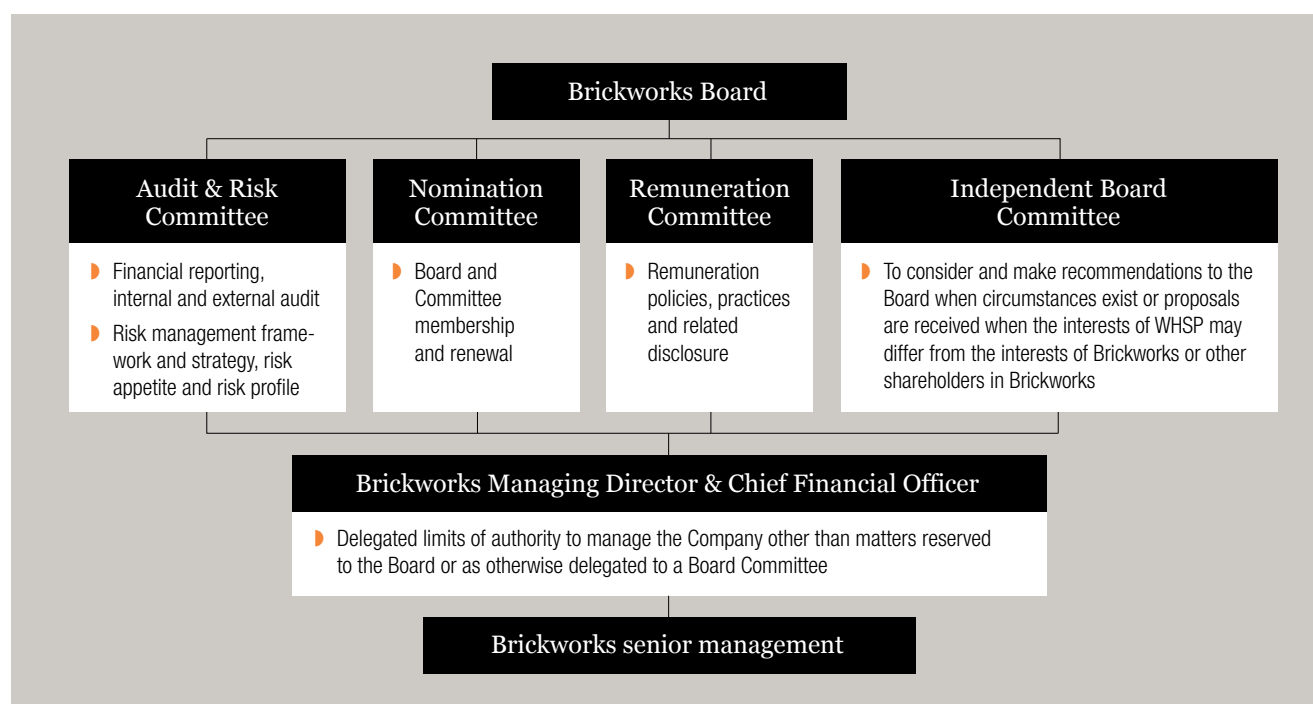 Brickworks Board
Audit & Risk
Committee
Financial reporting,
internal and external audit
Risk management frame-
work and strategy, risk
appetite and risk profile
Nomination
Committee
Board and
Committee
membership
and renewal
Remuneration
Committee
Remuneration
policies, practices
and related
disclosure
Independent Board
Committee
To consider and make recommendations to the
Board when circumstances exist or proposals
are received when the interests of WHSP may
differ from the interests of Brickworks or other
shareholders in Brickworks
Brickworks Managing Director & Chief Financial Officer
Delegated limits of authority to manage the Company other than matters reserved
to the Board or as otherwise delegated to a Board Committee
Brickworks senior management